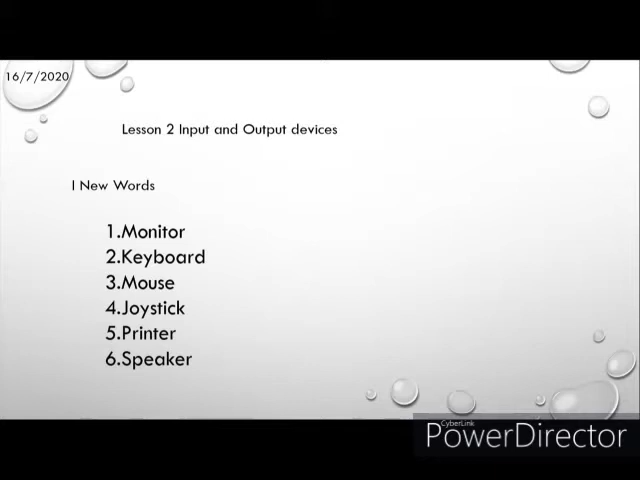 16/7/2020
Lesson 2 Input and Output devices
I New Words
1.Monitor
2.Keyboard
3.Mouse
4.Joystick
5.Printer
6.Speaker
CyberLink
PowerDirector